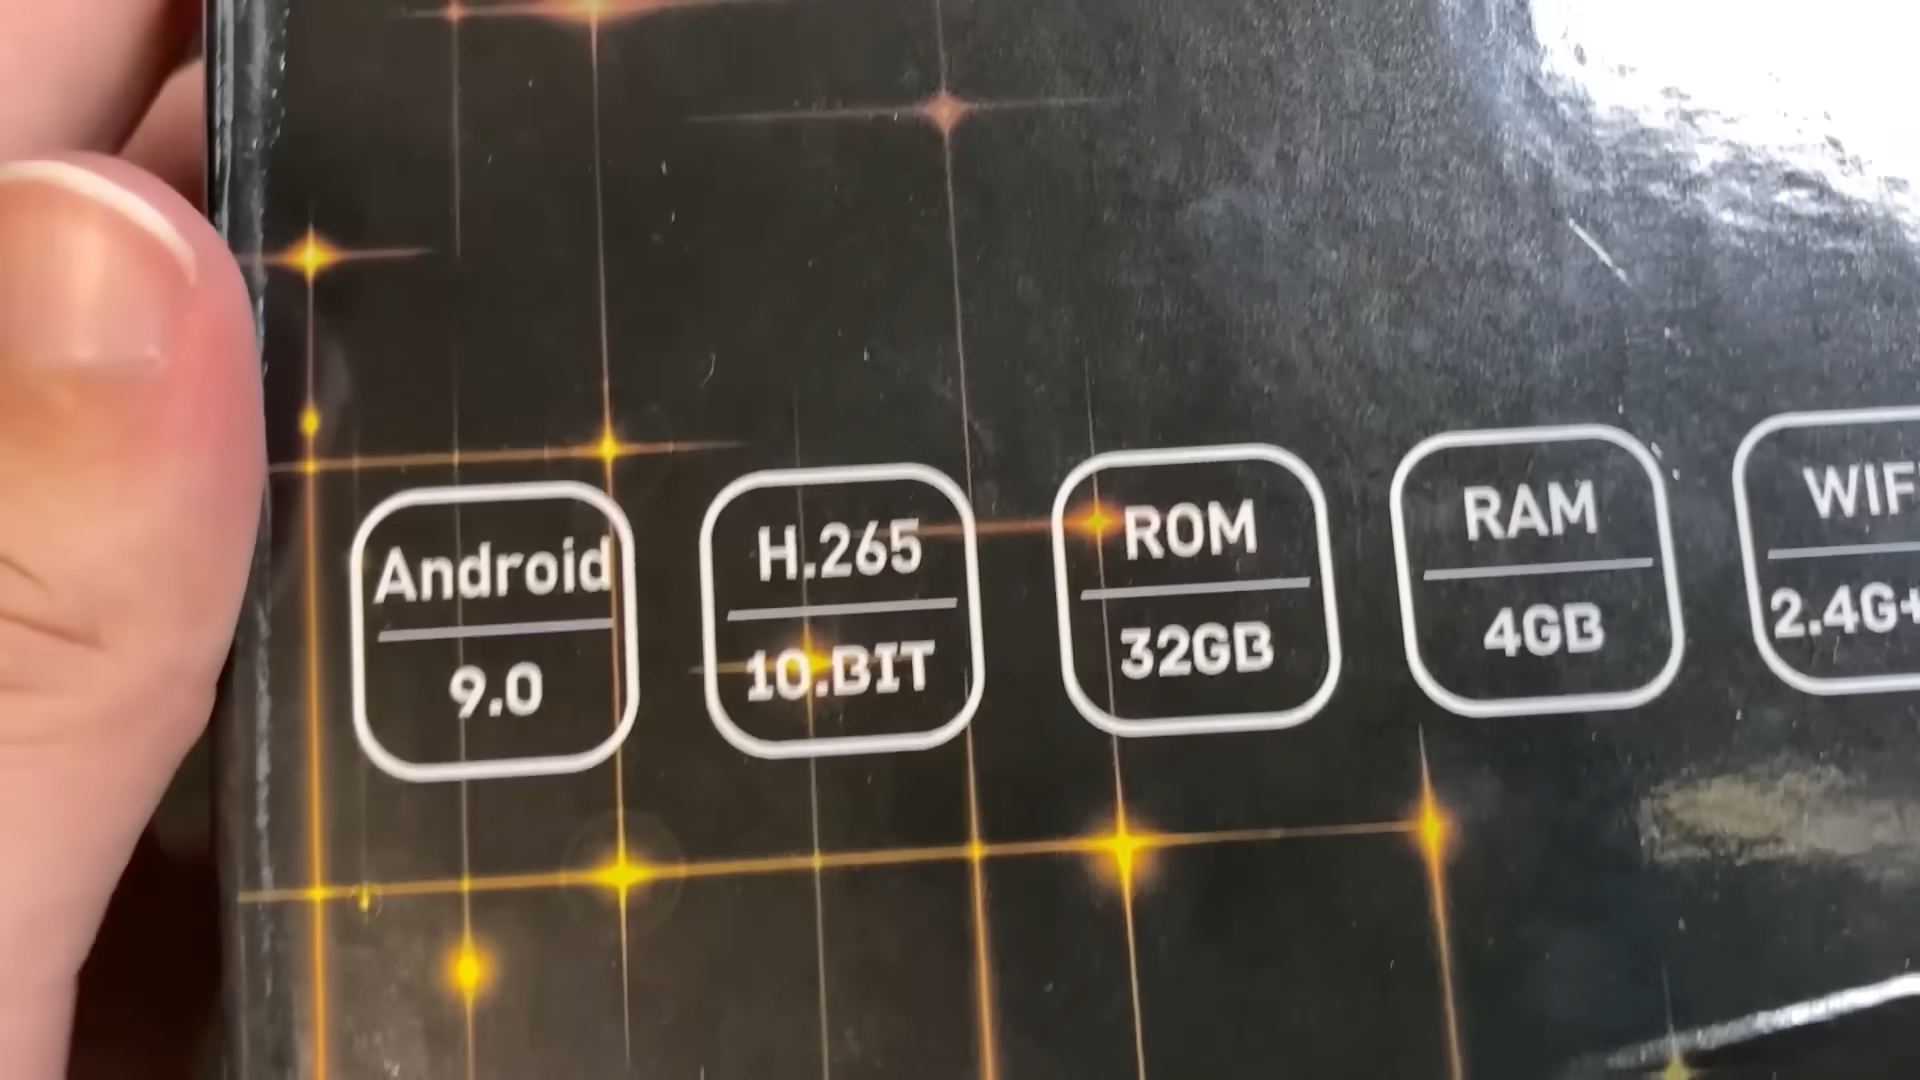 Android
9.0
H.265
10.BIT
ROM
32GB
RAM
4GB
WIF
2.4G+